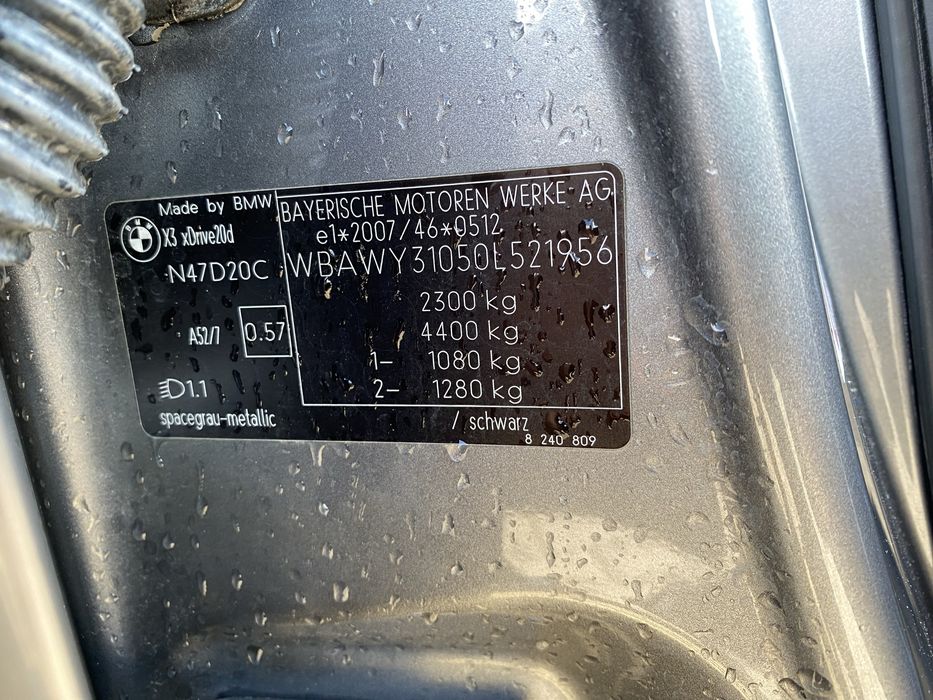 Made by BMW
X3 xDrive20d
N47D20C
A52/7
0.57
D1.1
spacegrau-metallic
BAYERISCHE MOTOREN WERKE AG
e1*2007/46*0512
WBAWY31050L521956
2300 kg
4400 kg
1- 1080 kg
2- 1280 kg
/ schwarz
8 240 809